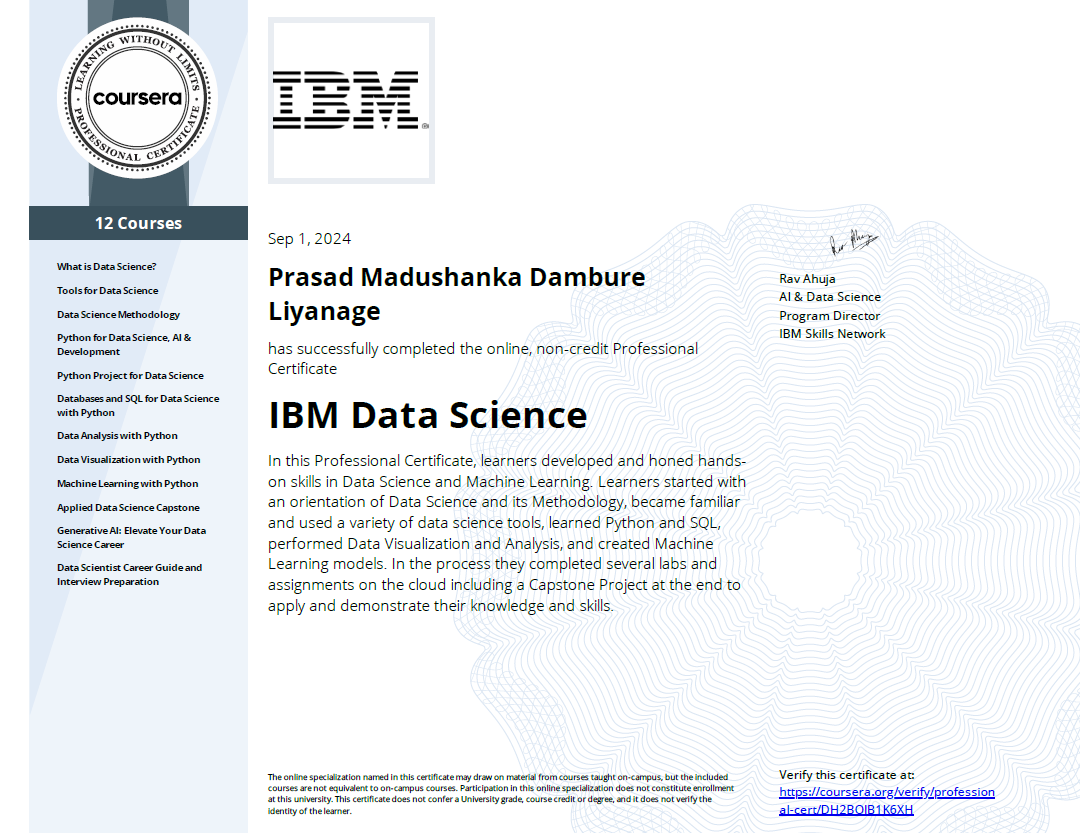 LEARNING WITHOUT LIMITS
coursera
PROFESSIONAL CERTIFICATE
IBM
12 Courses
What is Data Science?
Tools for Data Science
Data Science Methodology
Python for Data Science, AI &
Development
Python Project for Data Science
Databases and SQL for Data Science
with Python
Data Analysis with Python
Data Visualization with Python
Machine Learning with Python
Applied Data Science Capstone
Generative AI: Elevate Your Data
Science Career
Data Scientist Career Guide and
Interview Preparation
Sep 1, 2024
Prasad Madushanka Dambure
Liyanage
has successfully completed the online, non-credit Professional
Certificate
IBM Data Science
In this Professional Certificate, learners developed and honed hands-
on skills in Data Science and Machine Learning. Learners started with
an orientation of Data Science and its Methodology, became familiar
and used a variety of data science tools, learned Python and SQL,
performed Data Visualization and Analysis, and created Machine
Learning models. In the process they completed several labs and
assignments on the cloud including a Capstone Project at the end to
apply and demonstrate their knowledge and skills.
Rav Ahuja
AI & Data Science
Program Director
IBM Skills Network
The online specialization named in this certificate may draw on material from courses taught on-campus, but the included
courses are not equivalent to on-campus courses. Participation in this online specialization does not constitute enrollment
at this university. This certificate does not confer a University grade, course credit or degree, and it does not verify the
identity of the learner.
Verify this certificate at:
https://coursera.org/verify/profession
al-cert/DH2BQIB1K6XH